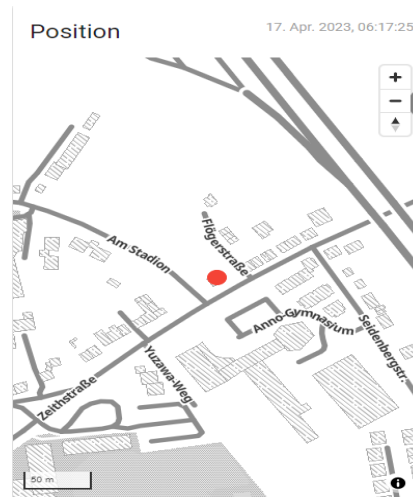 Position
17. Apr. 2023, 06:17:25
+
−
Flögerstraße
Am Stadion
Anno-Gymnasium
Seidenbergstr.
Yuzawa-Weg
Zeithstraße
50 m
i